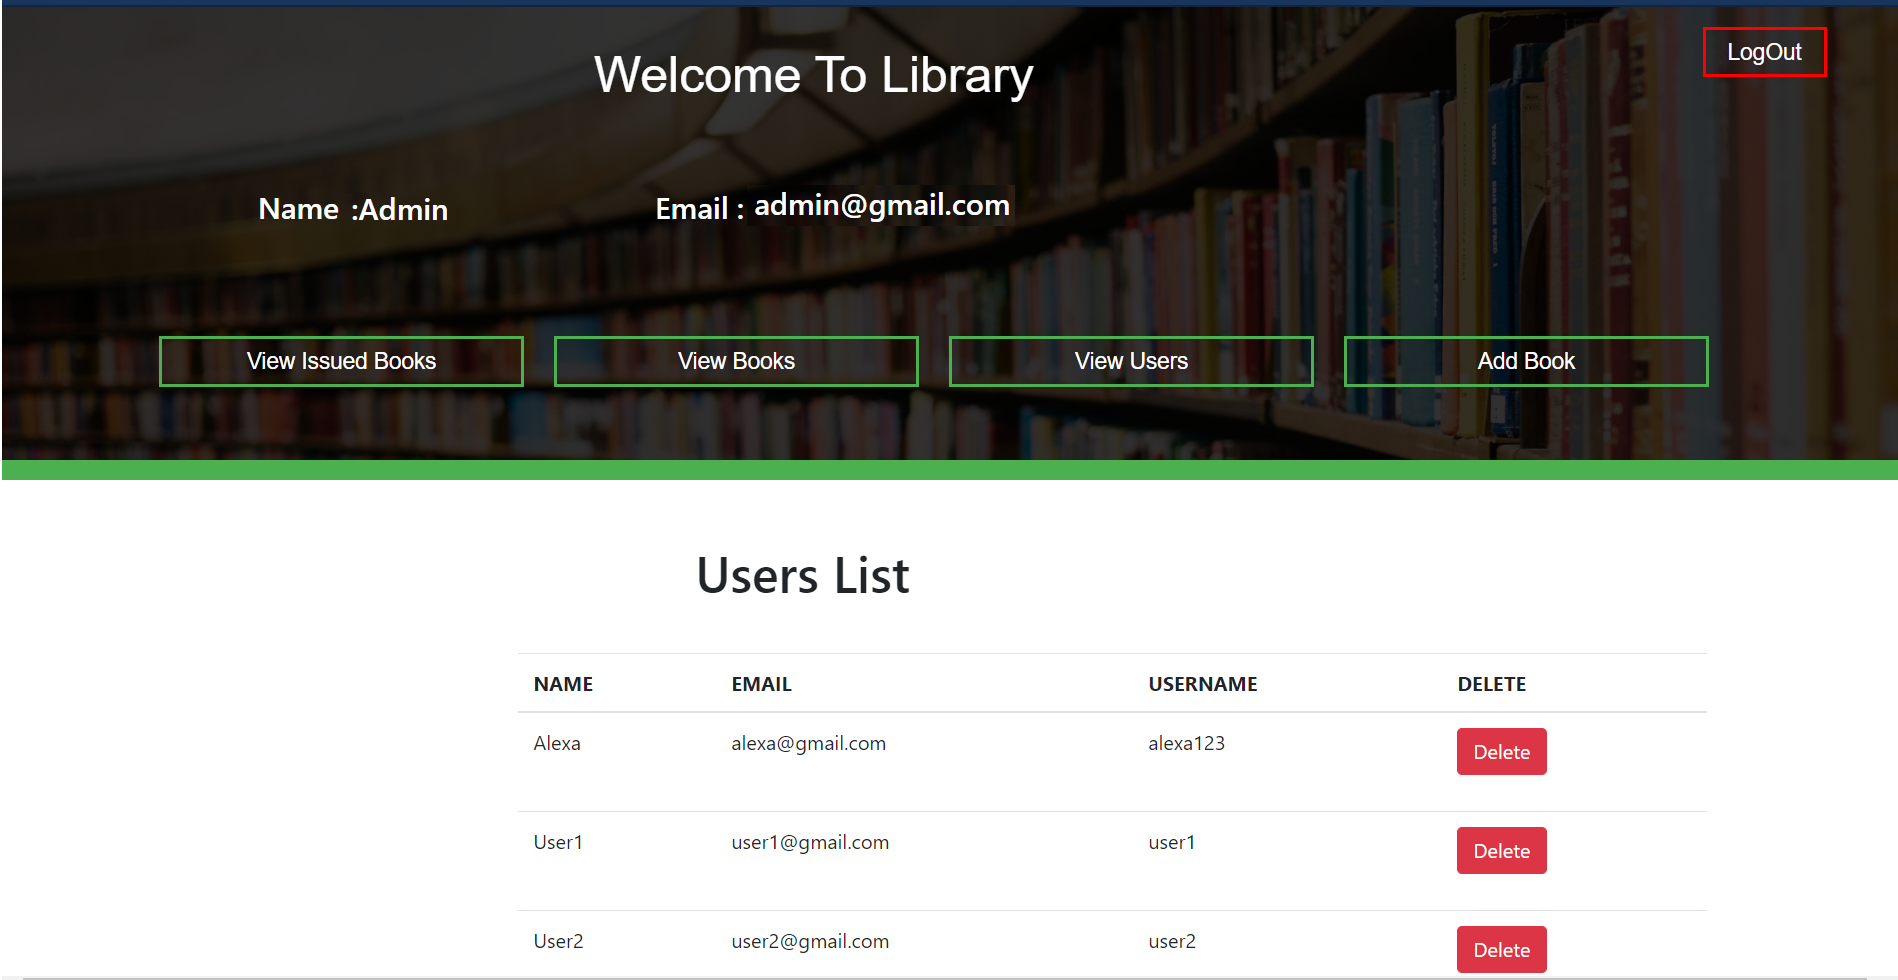 LogOut
Welcome To Library
Name :Admin
Email : admin@gmail.com
View Issued Books
View Books
View Users
Add Book
Users List
NAME EMAIL USERNAME DELETE
Alexa alexa@gmail.com alexa123 Delete
User1 user1@gmail.com user1 Delete
User2 user2@gmail.com user2 Delete